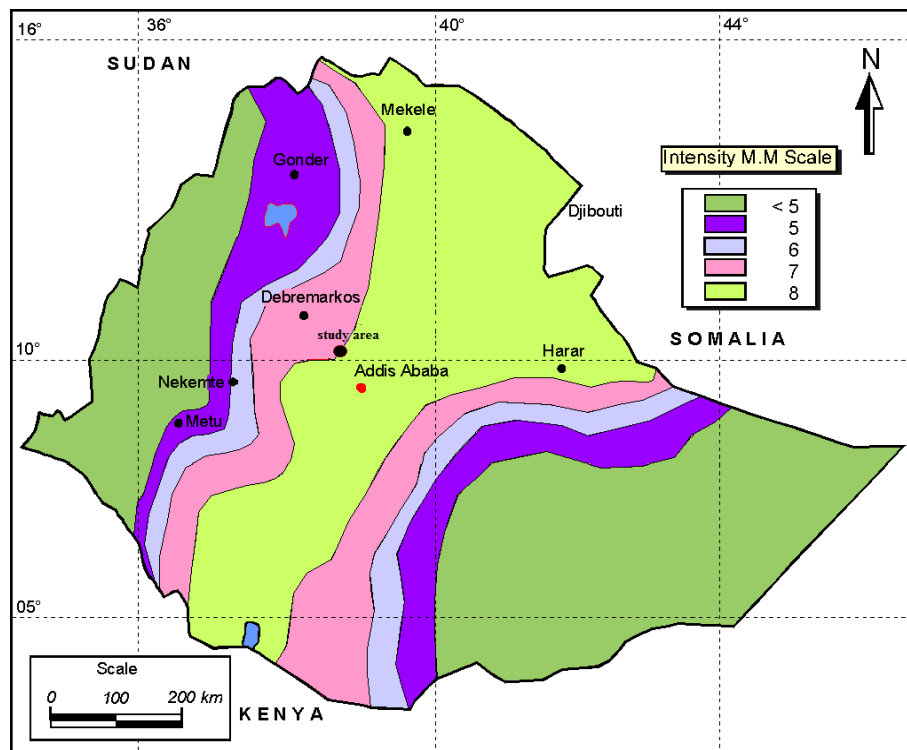 36° 40° 44°
16°
SUDAN
N
Mekele
Gonder
Intensity M.M Scale
< 5
5
6
7
8
Djibouti
Debremarkos
study area
SOMALIA
10°
Harar
Addis Ababa
Nekemte
Metu
05°
Scale
0 100 200 km
KENYA